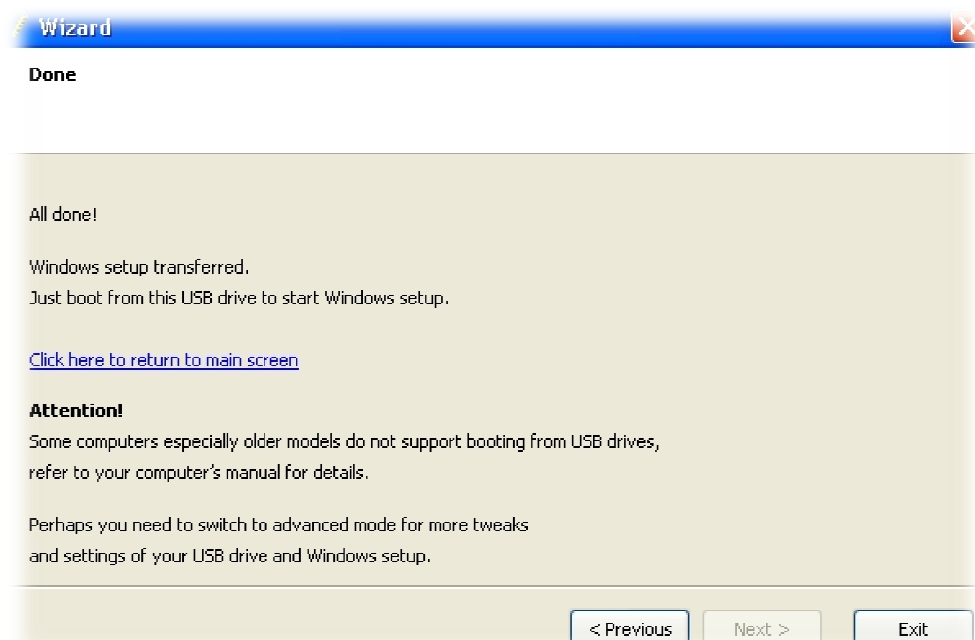 Wizard
Done
All done!
Windows setup transferred.
Just boot from this USB drive to start Windows setup.
Click here to return to main screen
Attention!
Some computers especially older models do not support booting from USB drives,
refer to your computer's manual for details.
Perhaps you need to switch to advanced mode for more tweaks
and settings of your USB drive and Windows setup.
< Previous
Next >
Exit